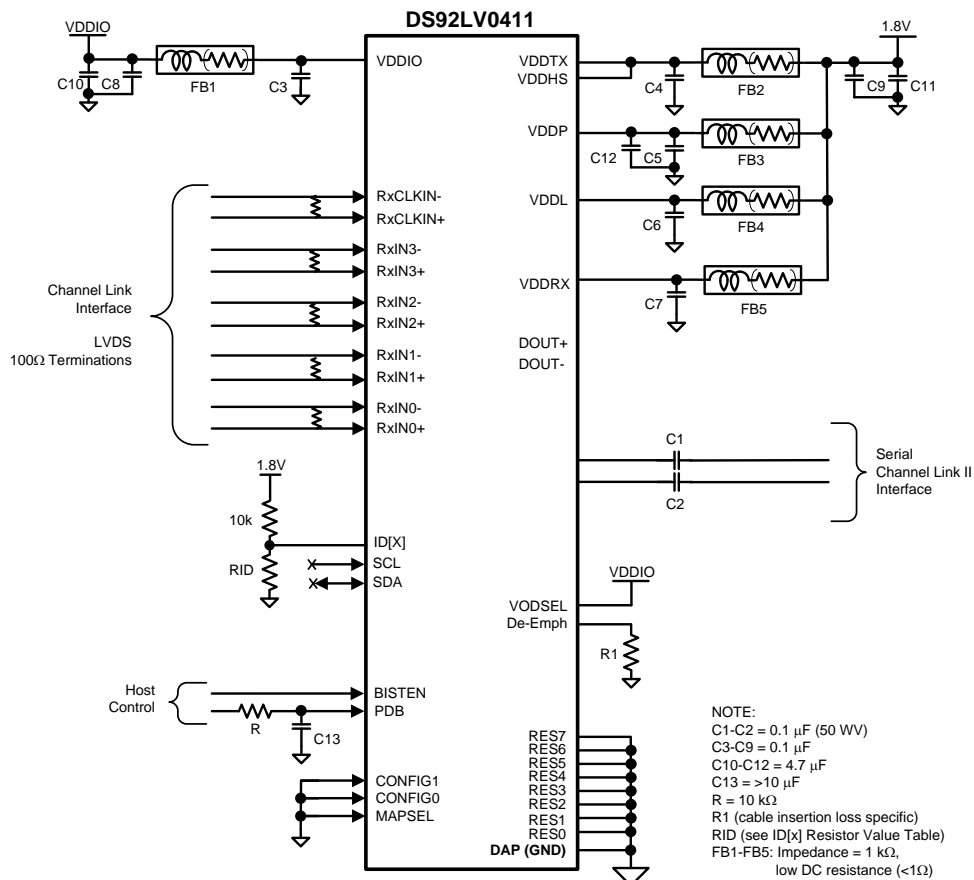 DS92LV0411
VDDIO
C10
C8
FB1
C3
VDDIO
VDDTX
VDDHS
C4
FB2
1.8V
C9
C11
VDDP
C12
C5
FB3
VDDL
C6
FB4
VDDRX
C7
FB5
Channel Link
Interface
LVDS
100Ω Terminations
RxCLKIN-
RxCLKIN+
RxIN3-
RxIN3+
RxIN2-
RxIN2+
RxIN1-
RxIN1+
RxIN0-
RxIN0+
DOUT+
DOUT-
C1
C2
Serial
Channel Link II
Interface
1.8V
10k
RID
ID[X]
SCL
SDA
VDDIO
VODSEL
De-Emph
R1
Host
Control
BISTEN
PDB
R
C13
CONFIG1
CONFIG0
MAPSEL
RES7
RES6
RES5
RES4
RES3
RES2
RES1
RES0
DAP (GND)
NOTE:
C1-C2 = 0.1 μF (50 WV)
C3-C9 = 0.1 μF
C10-C12 = 4.7 μF
C13 = >10 μF
R = 10 kΩ
R1 (cable insertion loss specific)
RID (see ID[x] Resistor Value Table)
FB1-FB5: Impedance = 1 kΩ,
low DC resistance (<1Ω)